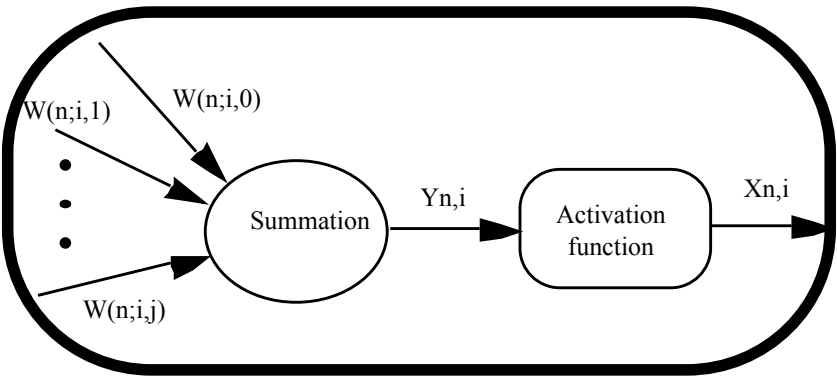 W(n;i,0)
W(n;i,1)
Summation
Yn,i
Activation
function
Xn,i
W(n;i,j)